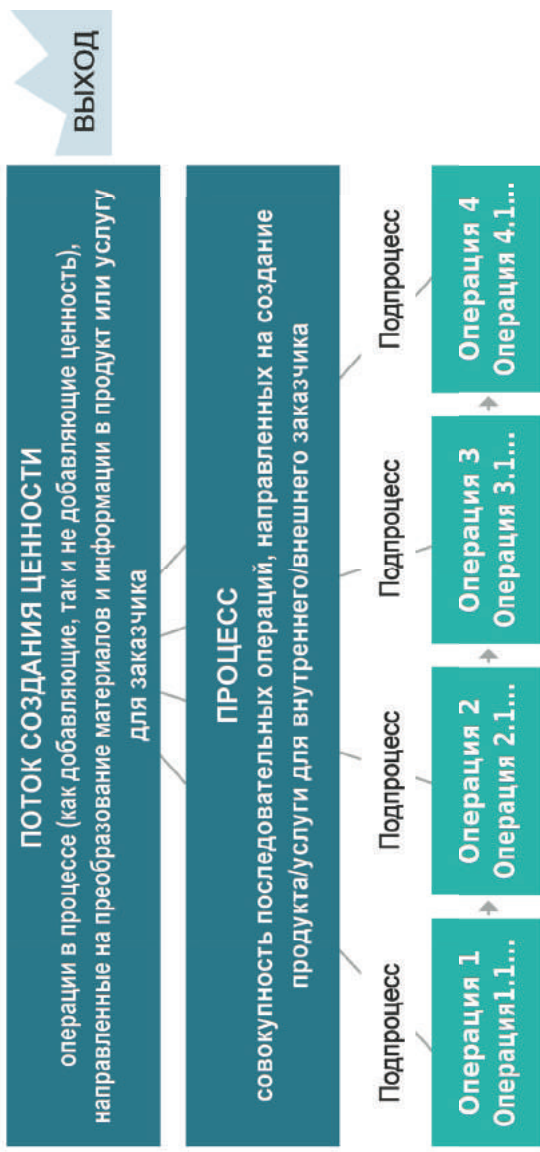 ПОТОК СОЗДАНИЯ ЦЕННОСТИ
операции в процессе (как добавляющие, так и не добавляющие ценность),
направленные на преобразование материалов и информации в продукт или услугу
для заказчика
ВЫХОД
ПРОЦЕСС
совокупность последовательных операций, направленных на создание
продукта/услуги для внутреннего/внешнего заказчика
Подпроцесс
Подпроцесс
Подпроцесс
Подпроцесс
Операция 1
Операция1.1...
Операция 2
Операция 2.1...
Операция 3
Операция 3.1...
Операция 4
Операция 4.1...